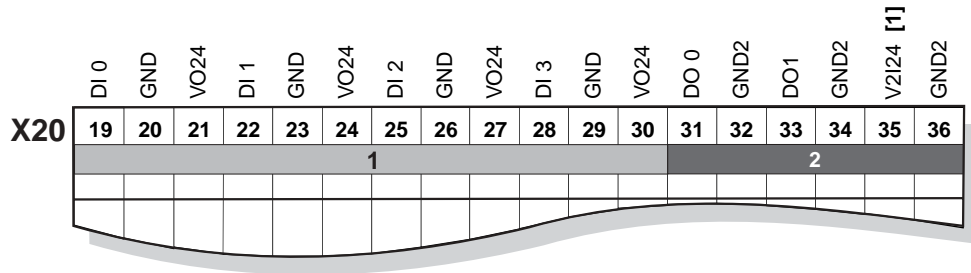 DI 0 GND VO24 DI 1 GND VO24 DI 2 GND VO24 DI 3 GND VO24 DO 0 GND2 DO1 GND2 V2I24 [1] GND2
X20 19 20 21 22 23 24 25 26 27 28 29 30 31 32 33 34 35 36
1 2